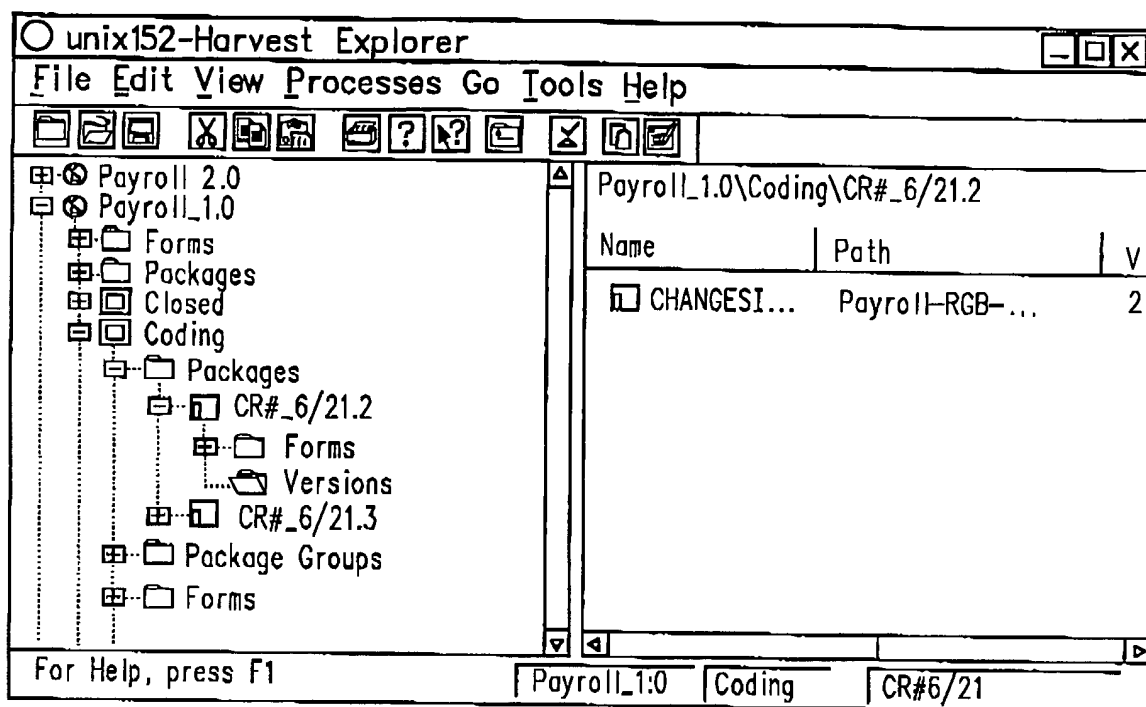 unix152-Harvest Explorer
File Edit View Processes Go Tools Help
? ?
Payroll 2.0
Payroll_1.0
Forms
Packages
Closed
Coding
Packages
CR#_6/21.2
Forms
Versions
CR#_6/21.3
Package Groups
Forms
Payroll_1.0\Coding\CR#_6/21.2
Name Path V
CHANGESI... Payroll-RGB-... 2
For Help, press F1 Payroll_1:0 Coding CR#6/21